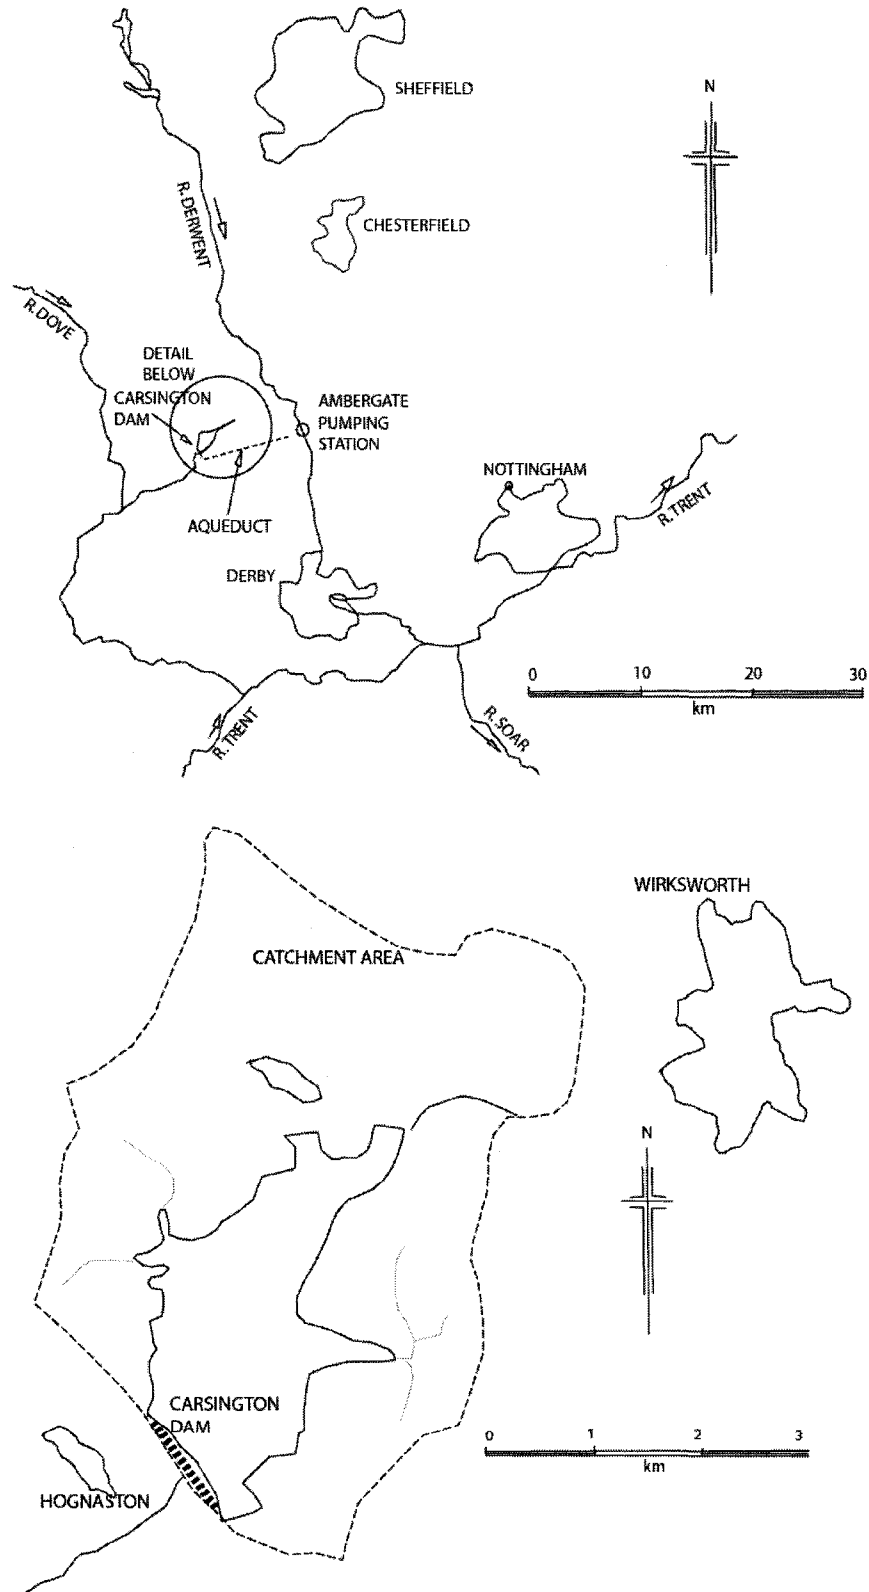 SHEFFIELD
N
CHESTERFIELD
R. DERWENT
R. DOVE
DETAIL
BELOW
CARSINGTON
DAM
AMBERGATE
PUMPING
STATION
NOTTINGHAM
R. TRENT
AQUEDUCT
DERBY
0 10 20 30
km
R. TRENT
R. SOAR
WIRKSWORTH
CATCHMENT AREA
N
CARSINGTON
DAM
0 1 2 3
km
HOGNASTON